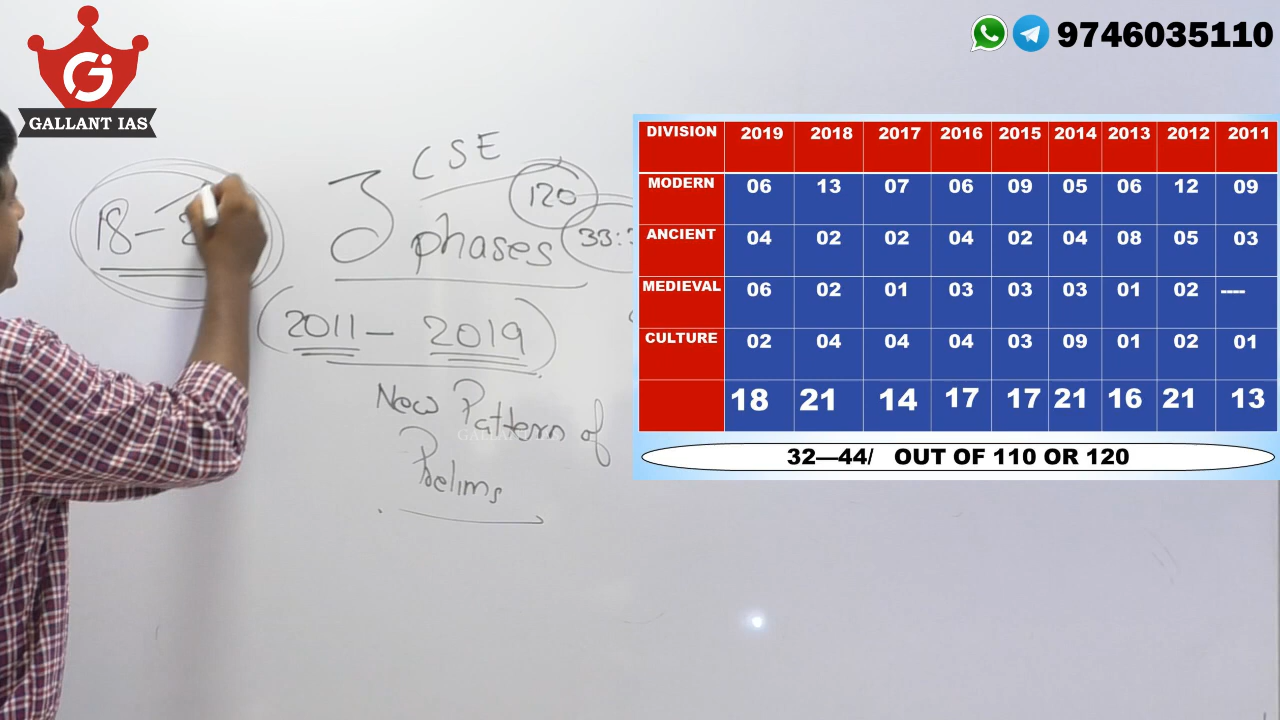 GALLANT IAS
9746035110
CSE
3 phases
120
18 -
(2011 - 2019)
New Pattern of
Prelims
GALLANT IAS
DIVISION 2019 2018 2017 2016 2015 2014 2013 2012 2011
MODERN 06 13 07 06 09 05 06 12 09
ANCIENT 04 02 02 04 02 04 08 05 03
MEDIEVAL 06 02 01 03 03 03 01 02 ----
CULTURE 02 04 04 04 03 09 01 02 01
18 21 14 17 17 21 16 21 13
32—44/ OUT OF 110 OR 120